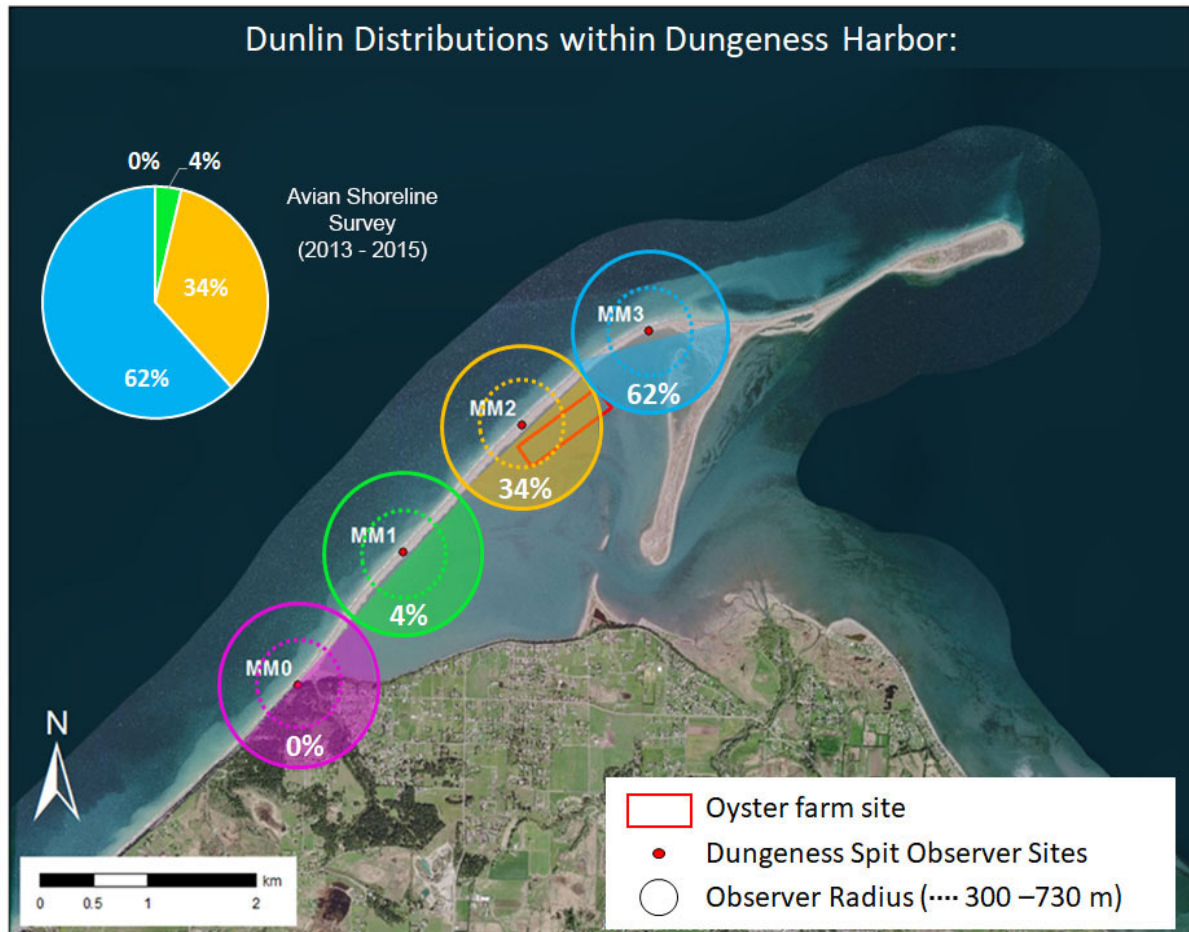 Dunlin Distributions within Dungeness Harbor:
0%
4%
Avian Shoreline
Survey
(2013 - 2015)
34%
62%
MM3
62%
MM2
34%
MM1
4%
MM0
0%
N
km
0 0.5 1 2
Oyster farm site
Dungeness Spit Observer Sites
Observer Radius (···· 300 –730 m)